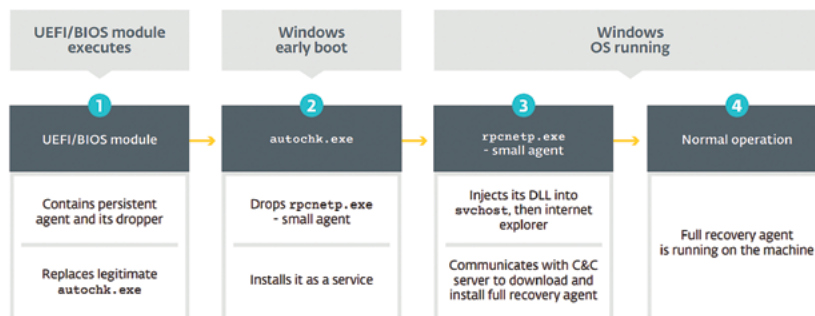 UEFI/BIOS module
executes
Windows
early boot
Windows
OS running
1
UEFI/BIOS module
Contains persistent
agent and its dropper
Replaces legitimate
autochk.exe
2
autochk.exe
Drops rpcnetp.exe
- small agent
Installs it as a service
3
rpcnetp.exe
- small agent
Injects its DLL into
svchost, then internet
explorer
Communicates with C&C
server to download and
install full recovery agent
4
Normal operation
Full recovery agent
is running on the machine